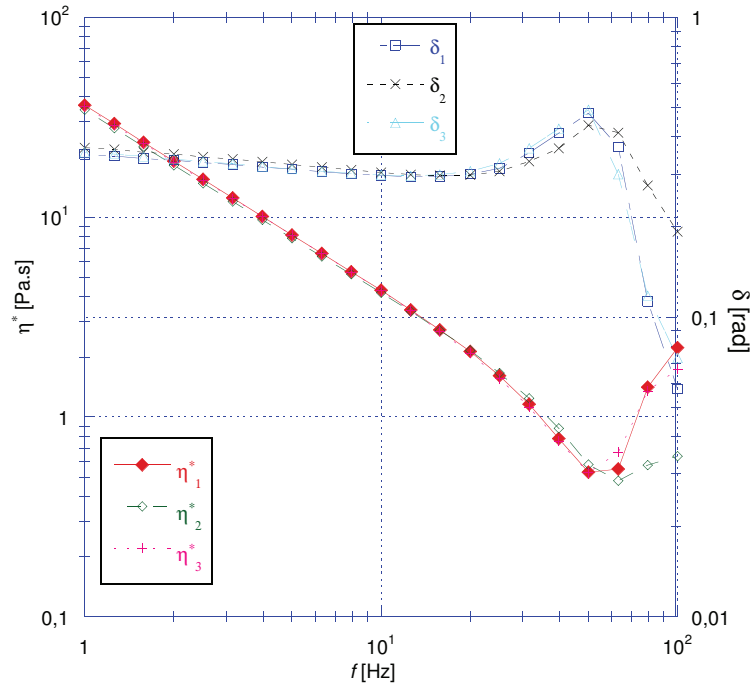 10² 1
δ₁
δ₂
δ₃
10¹
η* [Pa.s]
0,1
δ [rad]
1
η*₁
η*₂
η*₃
0,1 0,01
1 10¹ 10²
f [Hz]